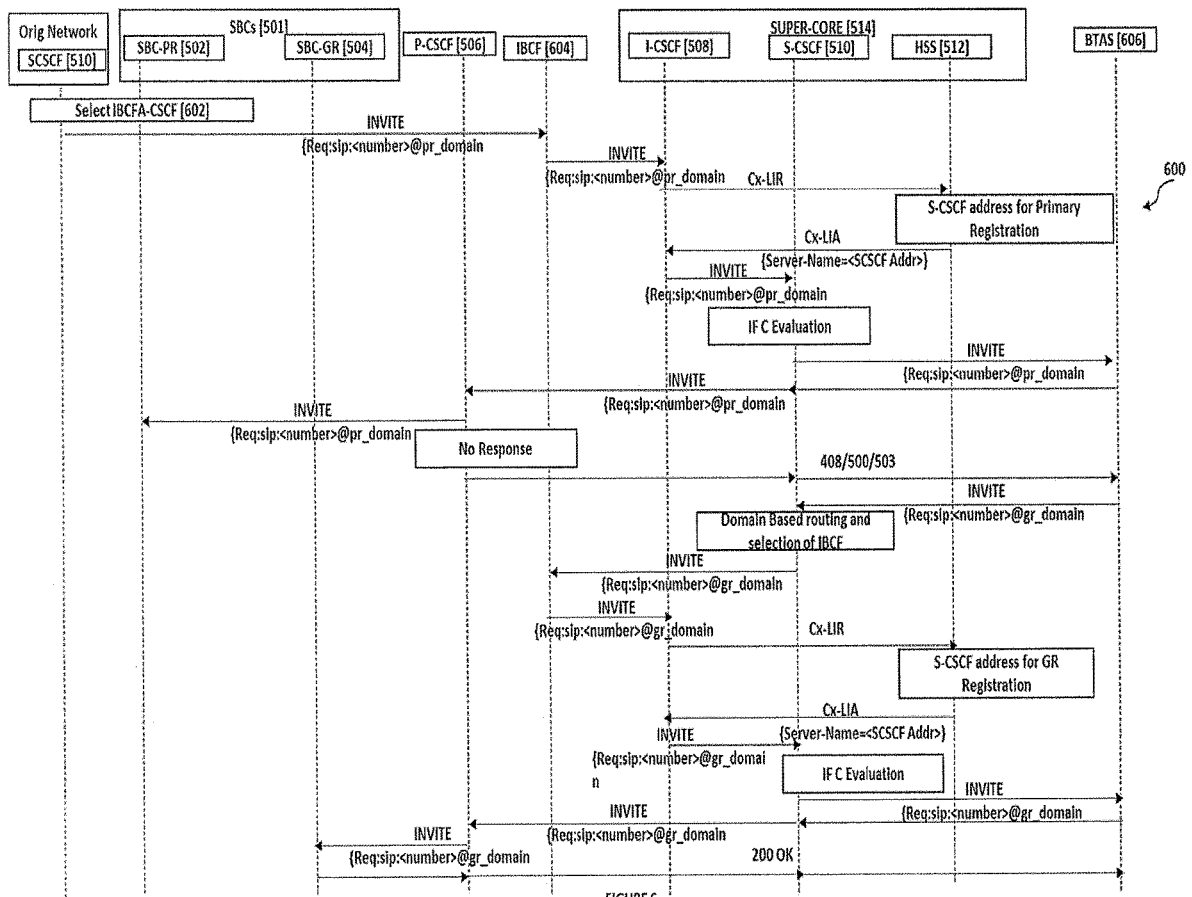 Orig Network
SCSCF [510]
SBCs [501]
SBC-PR [502]
SBC-GR [504]
P-CSCF [506]
IBCF [604]
SUPER-CORE [514]
I-CSCF [508]
S-CSCF [510]
HSS [512]
BTAS [606]
Select IBCFA-CSCF [602]
INVITE
{Req:sip:<number>@pr_domain
INVITE
{Req:sip:<number>@pr_domain
Cx-LIR
600
S-CSCF address for Primary
Registration
Cx-LIA
{Server-Name=<SCSCF Addr>}
INVITE
{Req:sip:<number>@pr_domain
IF C Evaluation
INVITE
{Req:sip:<number>@pr_domain
INVITE
{Req:sip:<number>@pr_domain
INVITE
{Req:sip:<number>@pr_domain
No Response
408/500/503
INVITE
{Req:sip:<number>@gr_domain
Domain Based routing and
selection of IBCF
INVITE
{Req:sip:<number>@gr_domain
INVITE
{Req:sip:<number>@gr_domain
Cx-LIR
S-CSCF address for GR
Registration
Cx-LIA
{Server-Name=<SCSCF Addr>}
INVITE
{Req:sip:<number>@gr_domai
n
IF C Evaluation
INVITE
{Req:sip:<number>@gr_domain
INVITE
{Req:sip:<number>@gr_domain
INVITE
{Req:sip:<number>@gr_domain
200 OK